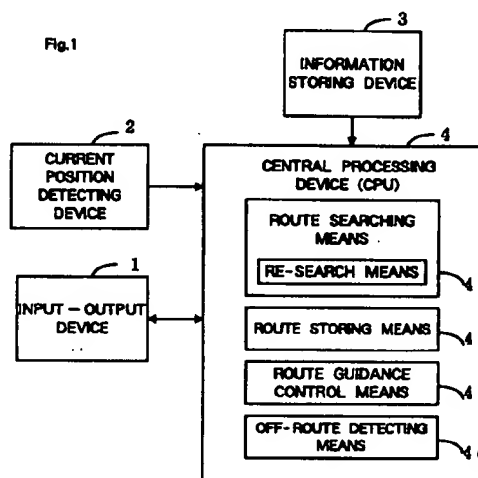 Fig.1
3
INFORMATION
STORING DEVICE
2
CURRENT
POSITION
DETECTING
DEVICE
4
CENTRAL PROCESSING
DEVICE (CPU)
ROUTE SEARCHING
MEANS
RE-SEARCH MEANS
4
1
INPUT-OUTPUT
DEVICE
ROUTE STORING MEANS
4
ROUTE GUIDANCE
CONTROL MEANS
4
OFF-ROUTE DETECTING
MEANS
4